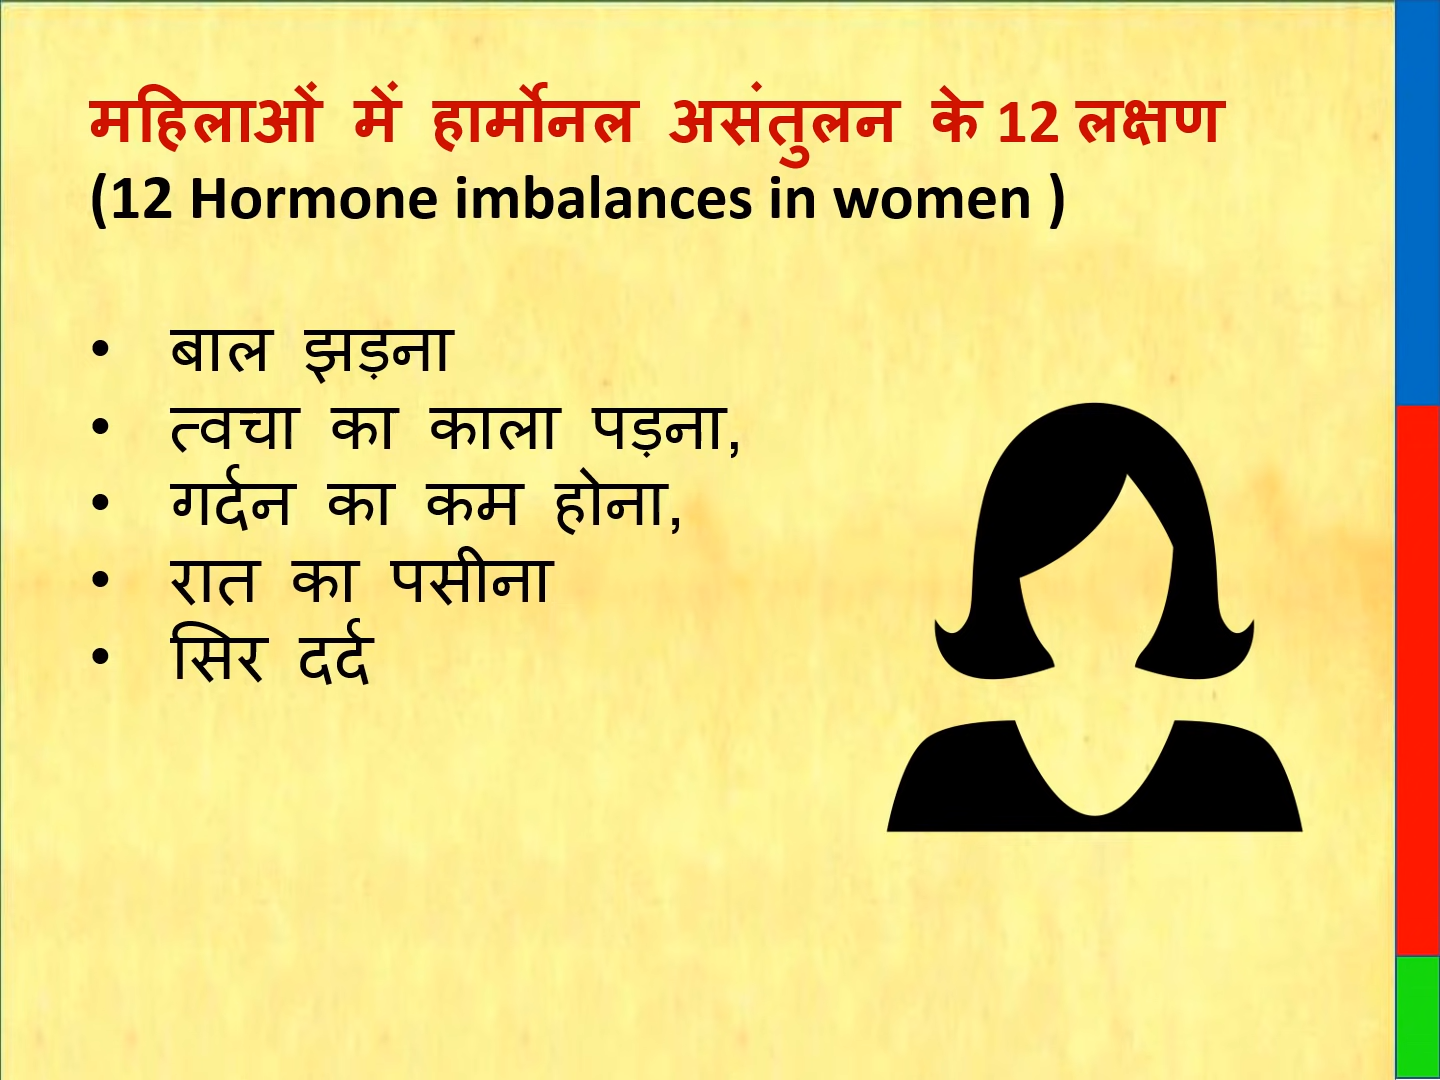 महिलाओं में हार्मोनल असंतुलन के 12 लक्षण
(12 Hormone imbalances in women )
• बाल झड़ना
• त्वचा का काला पड़ना,
• गर्दन का कम होना,
• रात का पसीना
• सिर दर्द